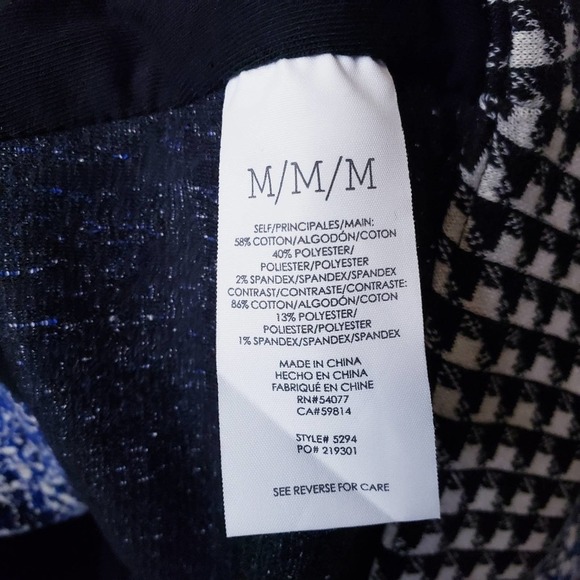 M/M/M
SELF/PRINCIPALES/MAIN:
58% COTTON/ALGODÓN/COTON
40% POLYESTER/
POLIESTER/POLYESTER
2% SPANDEX/SPANDEX/SPANDEX
CONTRAST/CONTRASTE/CONTRASTE:
86% COTTON/ALGODÓN/COTON
13% POLYESTER/
POLIESTER/POLYESTER
1% SPANDEX/SPANDEX/SPANDEX
MADE IN CHINA
HECHO EN CHINA
FABRIQUÉ EN CHINE
RN#54077
CA#59814
STYLE# 5294
PO# 219301
SEE REVERSE FOR CARE